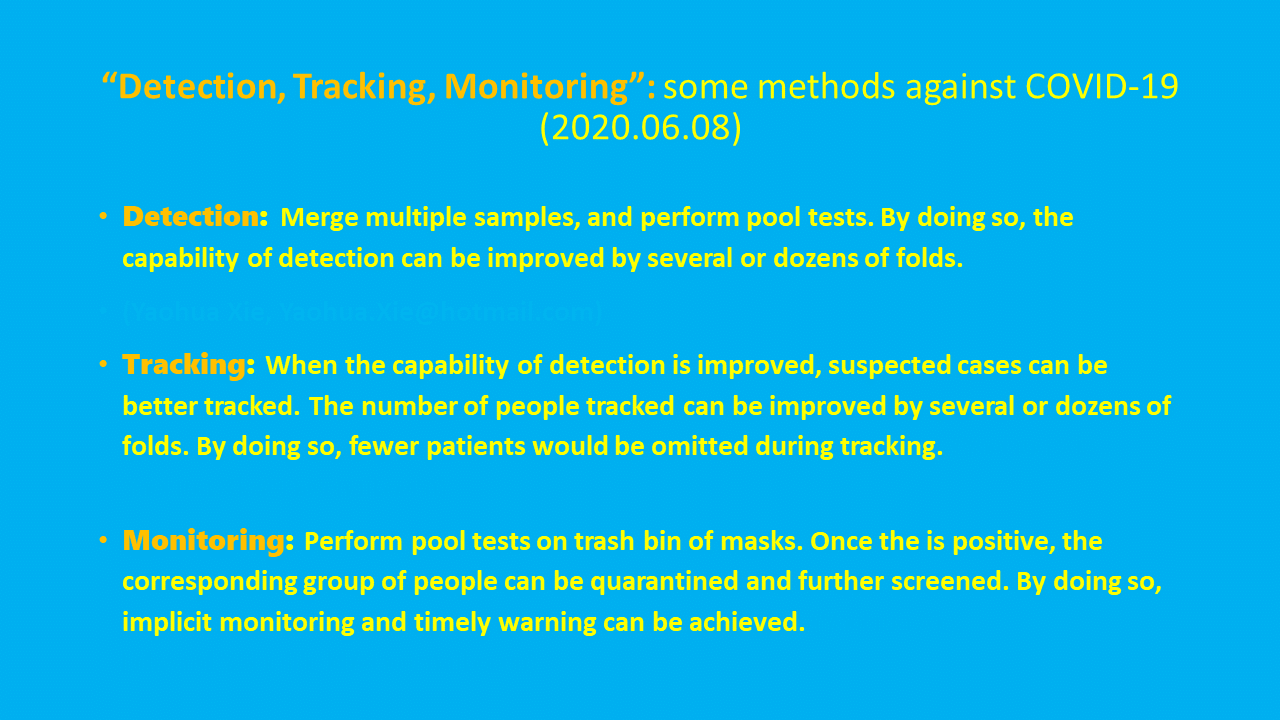 “Detection, Tracking, Monitoring”: some methods against COVID-19
(2020.06.08)
• Detection: Merge multiple samples, and perform pool tests. By doing so, the
capability of detection can be improved by several or dozens of folds.
• (Yaohua Xie, Yaohua.Xie@hotmail.com)
• Tracking: When the capability of detection is improved, suspected cases can be
better tracked. The number of people tracked can be improved by several or dozens of
folds. By doing so, fewer patients would be omitted during tracking.
• Monitoring: Perform pool tests on trash bin of masks. Once the is positive, the
corresponding group of people can be quarantined and further screened. By doing so,
implicit monitoring and timely warning can be achieved.